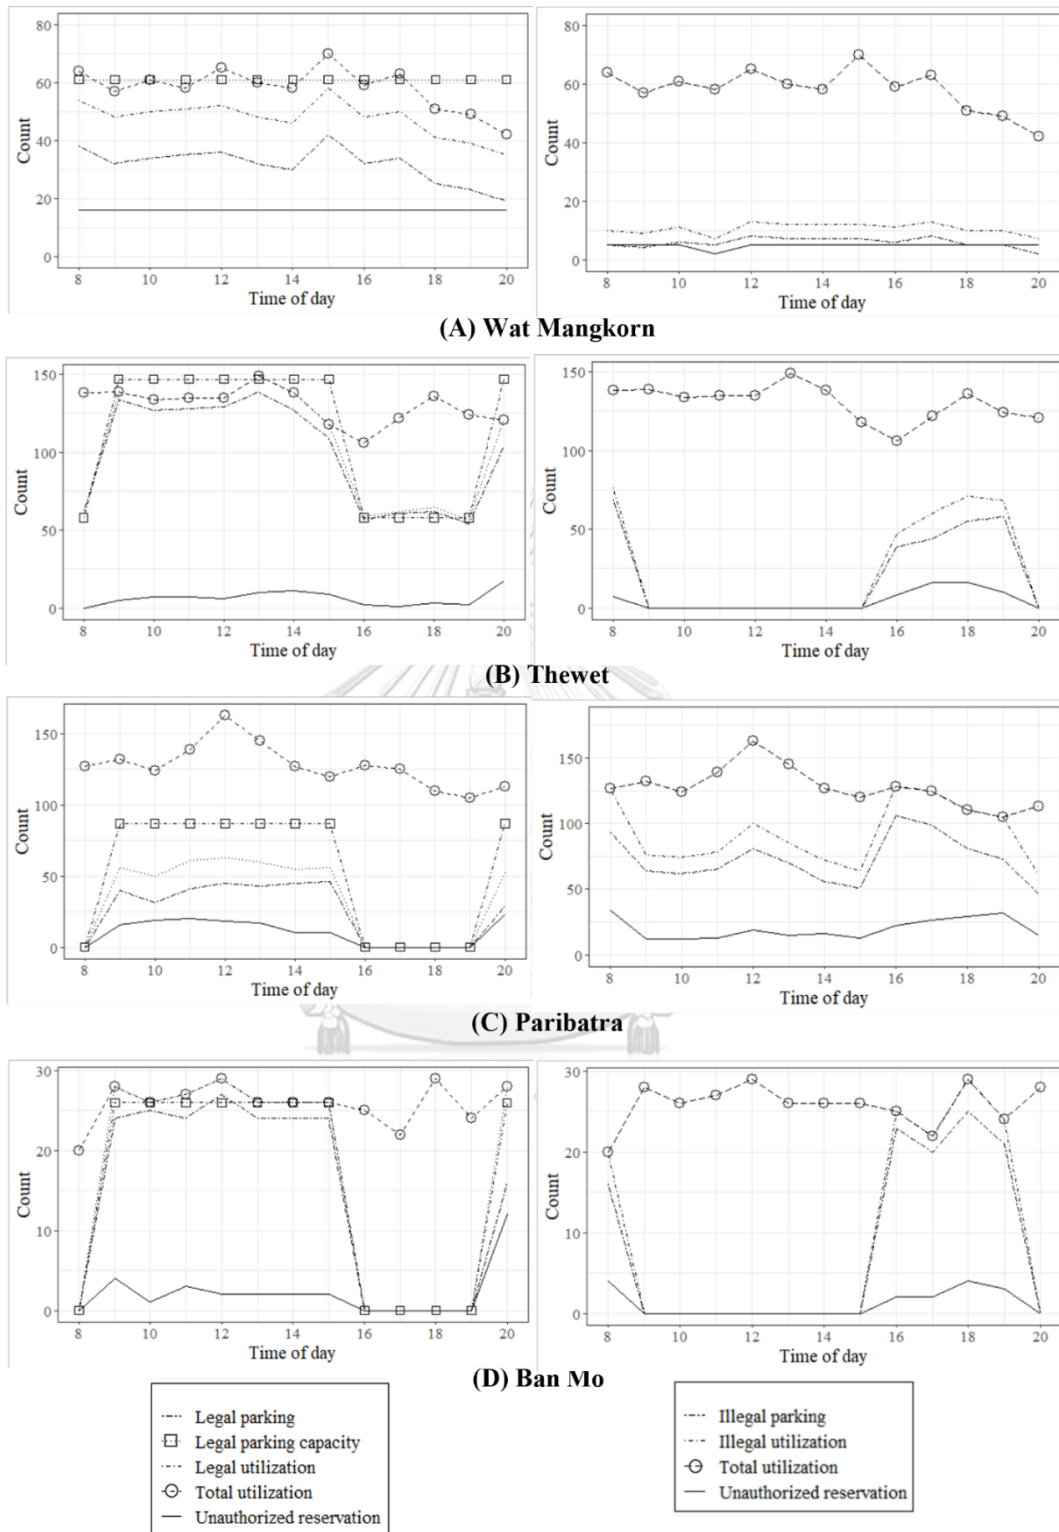 80
60
40
20
0
Count
8 10 12 14 16 18 20
Time of day
80
60
40
20
0
Count
8 10 12 14 16 18 20
Time of day
(A) Wat Mangkorn
150
100
50
0
Count
8 10 12 14 16 18 20
Time of day
150
100
50
0
Count
8 10 12 14 16 18 20
Time of day
(B) Thewet
150
100
50
0
Count
8 10 12 14 16 18 20
Time of day
150
100
50
0
Count
8 10 12 14 16 18 20
Time of day
(C) Paribatra
30
20
10
0
Count
8 10 12 14 16 18 20
Time of day
30
20
10
0
Count
8 10 12 14 16 18 20
Time of day
(D) Ban Mo
Legal parking
Legal parking capacity
Legal utilization
Total utilization
Unauthorized reservation
Illegal parking
Illegal utilization
Total utilization
Unauthorized reservation